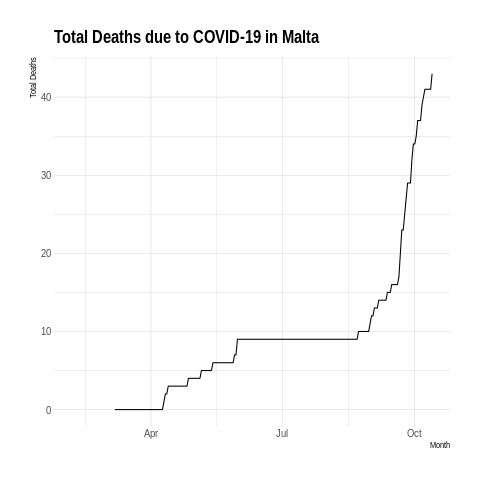 Total Deaths due to COVID-19 in Malta
Total Deaths
40
30
20
10
0
Apr
Jul
Oct
Month